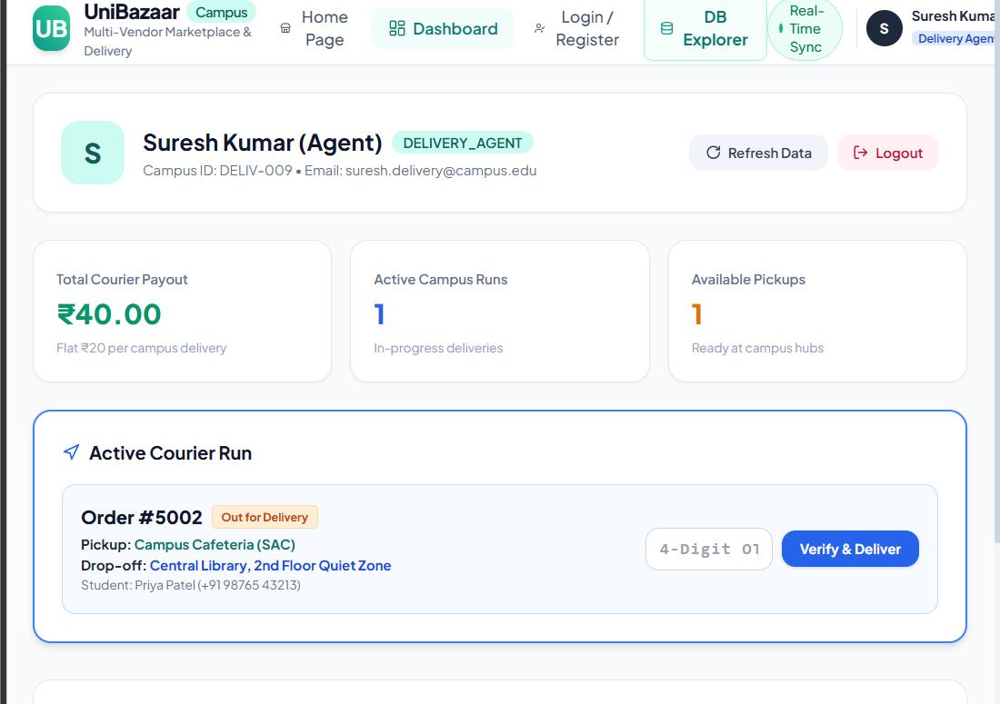 UB
UniBazaar Campus
Multi-Vendor Marketplace &
Delivery
Home
Page
Dashboard
Login /
Register
DB
Explorer
Real-
Time
Sync
S
Suresh Kuma
Delivery Agen
S
Suresh Kumar (Agent) DELIVERY_AGENT
Campus ID: DELIV-009 • Email: suresh.delivery@campus.edu
Refresh Data
Logout
Total Courier Payout
₹40.00
Flat ₹20 per campus delivery
Active Campus Runs
1
In-progress deliveries
Available Pickups
1
Ready at campus hubs
Active Courier Run
Order #5002 Out for Delivery
Pickup: Campus Cafeteria (SAC)
Drop-off: Central Library, 2nd Floor Quiet Zone
Student: Priya Patel (+91 98765 43213)
4-Digit OT
Verify & Deliver